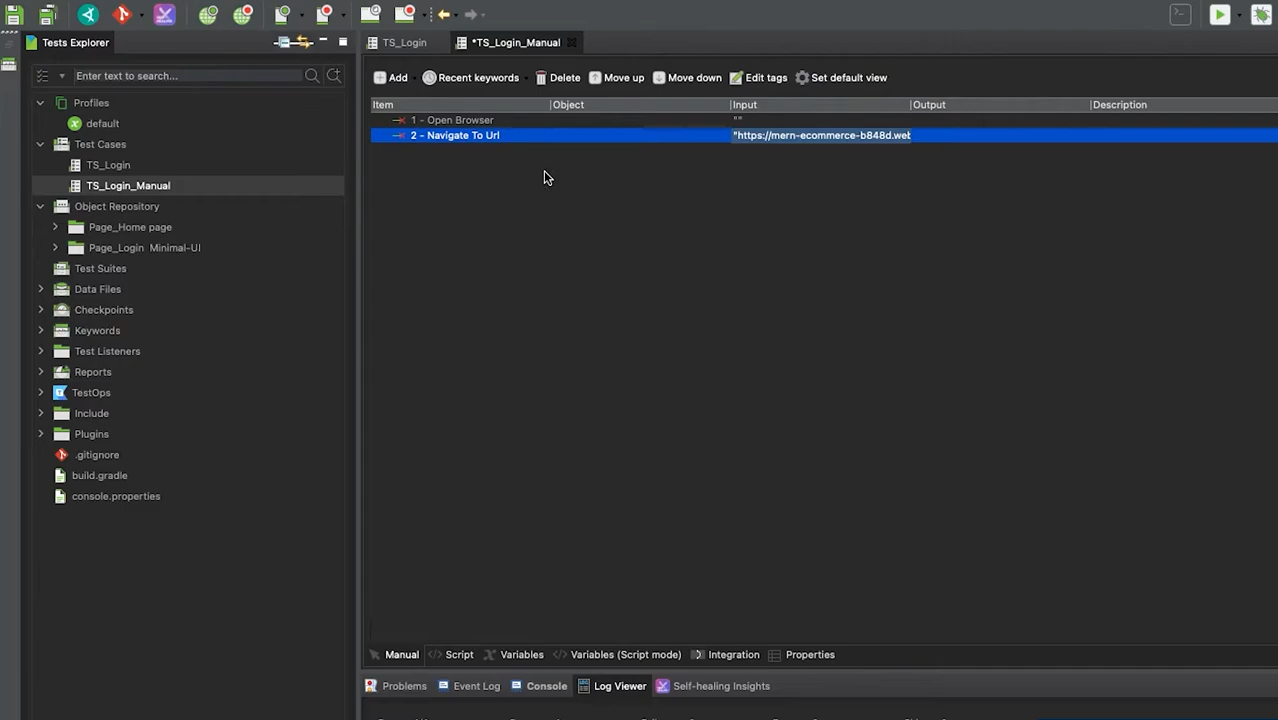 Tests Explorer
TS_Login
*TS_Login_Manual
Enter text to search...
Add
Recent keywords
Delete
Move up
Move down
Edit tags
Set default view
Item
Object
Input
Output
Description
Profiles
default
Test Cases
TS_Login
TS_Login_Manual
Object Repository
Page_Home page
Page_Login Minimal-UI
Test Suites
Data Files
Checkpoints
Keywords
Test Listeners
Reports
TestOps
Include
Plugins
.gitignore
build.gradle
console.properties
1 - Open Browser
""
2 - Navigate To Url
"https://mern-ecommerce-b848d.web
Manual
Script
Variables
Variables (Script mode)
Integration
Properties
Problems
Event Log
Console
Log Viewer
Self-healing Insights